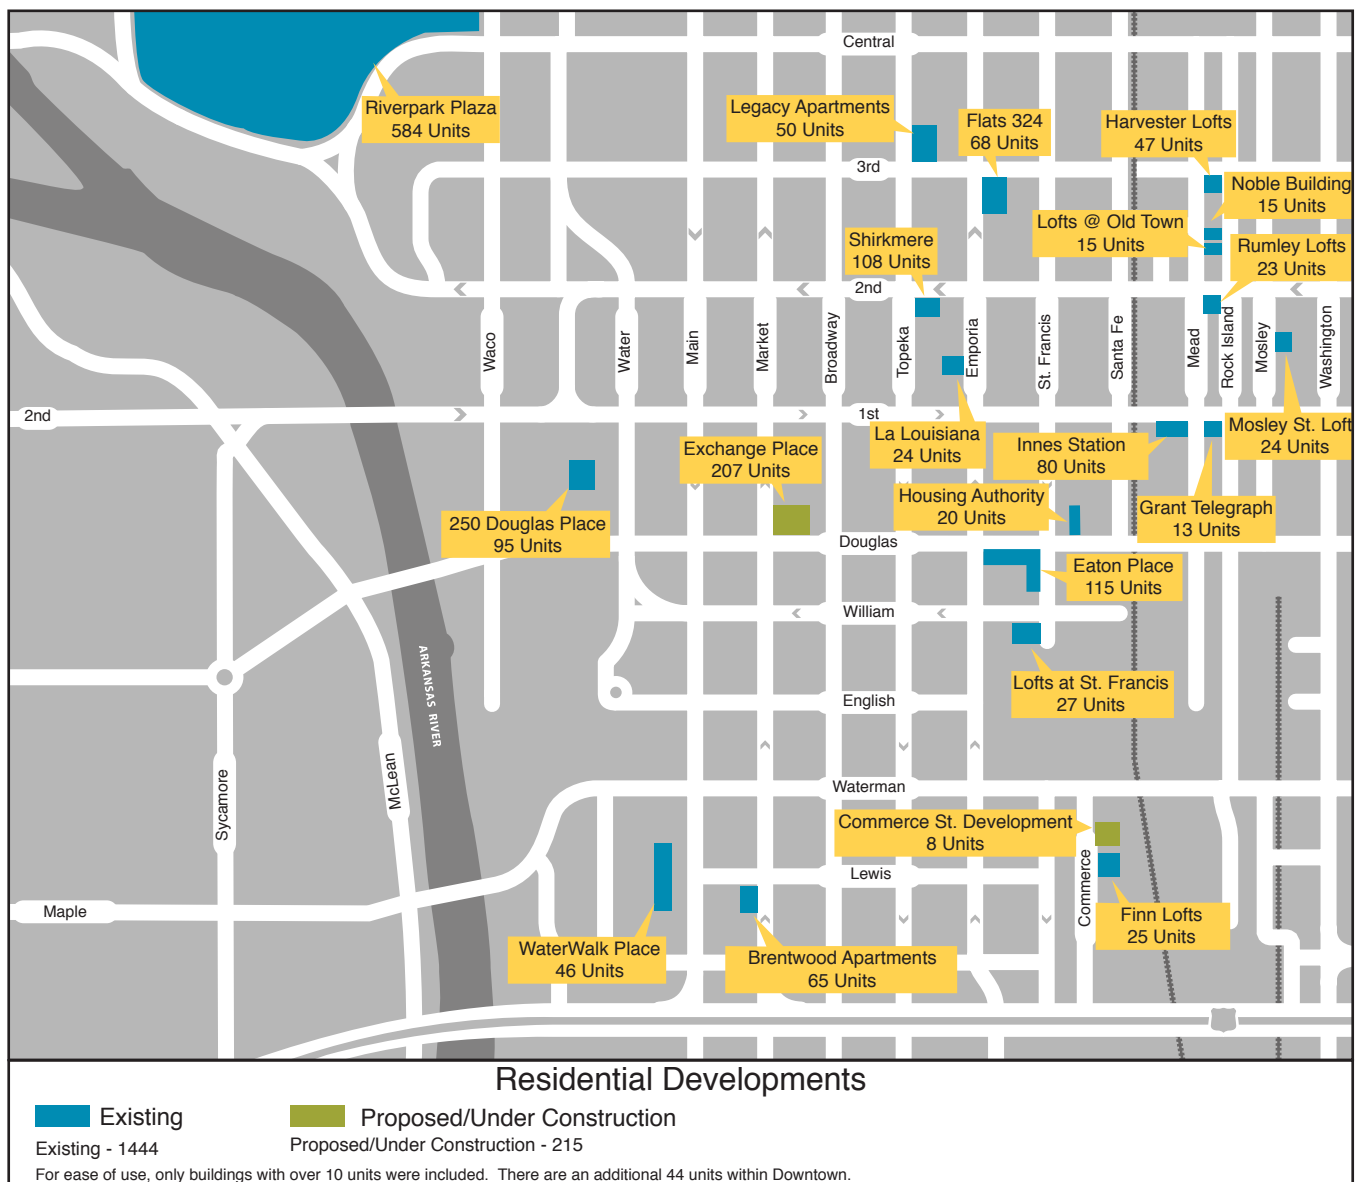 Central
Riverpark Plaza
584 Units
Legacy Apartments
50 Units
Flats 324
68 Units
Harvester Lofts
47 Units
3rd
Noble Building
15 Units
Lofts @ Old Town
15 Units
Shirkmere
108 Units
Rumley Lofts
23 Units
2nd
Waco
Water
Main
Market
Broadway
Topeka
Emporia
St. Francis
Santa Fe
Mead
Rock Island
Mosley
Washington
2nd
1st
La Louisiana
24 Units
Innes Station
80 Units
Mosley St. Loft
24 Units
Exchange Place
207 Units
Housing Authority
20 Units
Grant Telegraph
13 Units
250 Douglas Place
95 Units
Douglas
Eaton Place
115 Units
William
Lofts at St. Francis
27 Units
English
ARKANSAS RIVER
Sycamore
McLean
Waterman
Commerce St. Development
8 Units
Commerce
Lewis
Maple
Finn Lofts
25 Units
WaterWalk Place
46 Units
Brentwood Apartments
65 Units
Residential Developments
Existing
Proposed/Under Construction
Existing - 1444
Proposed/Under Construction - 215
For ease of use, only buildings with over 10 units were included.  There are an additional 44 units within Downtown.